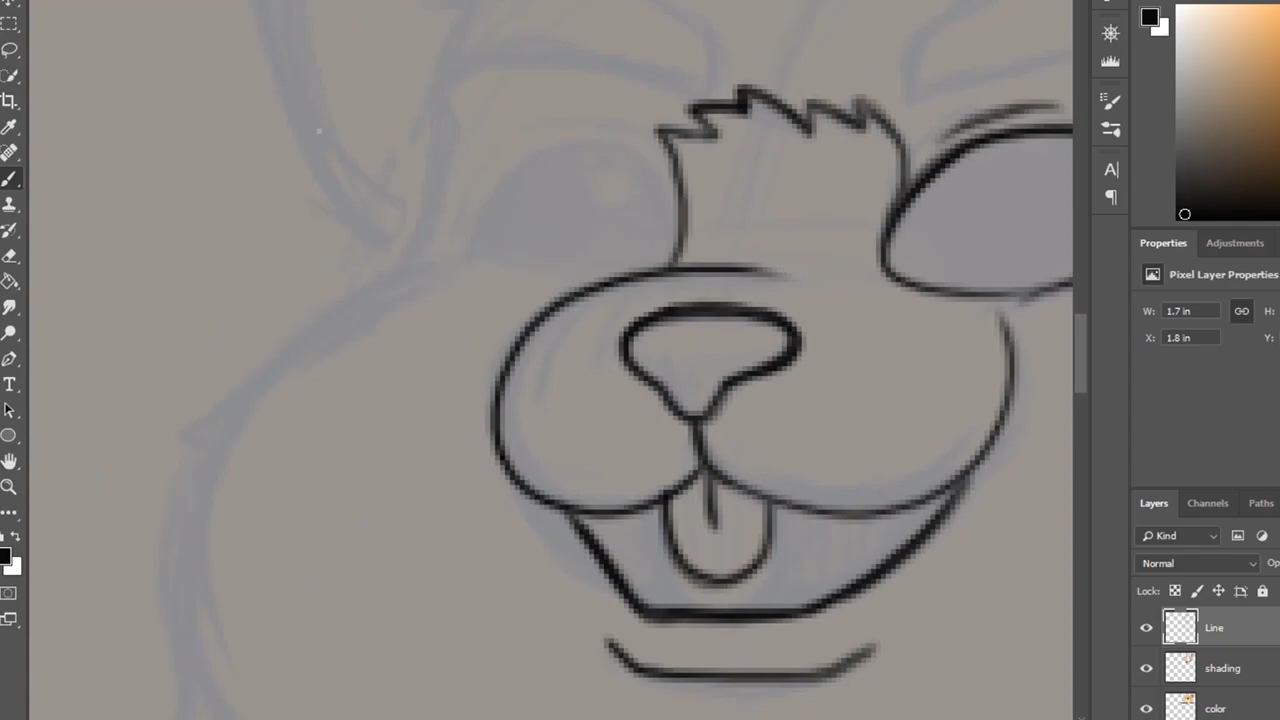 Properties Adjustments
Pixel Layer Properties
W: 1.7 in H:
X: 1.8 in Y:
Layers Channels Paths
Kind
Normal Op
Lock:
Line
shading
color